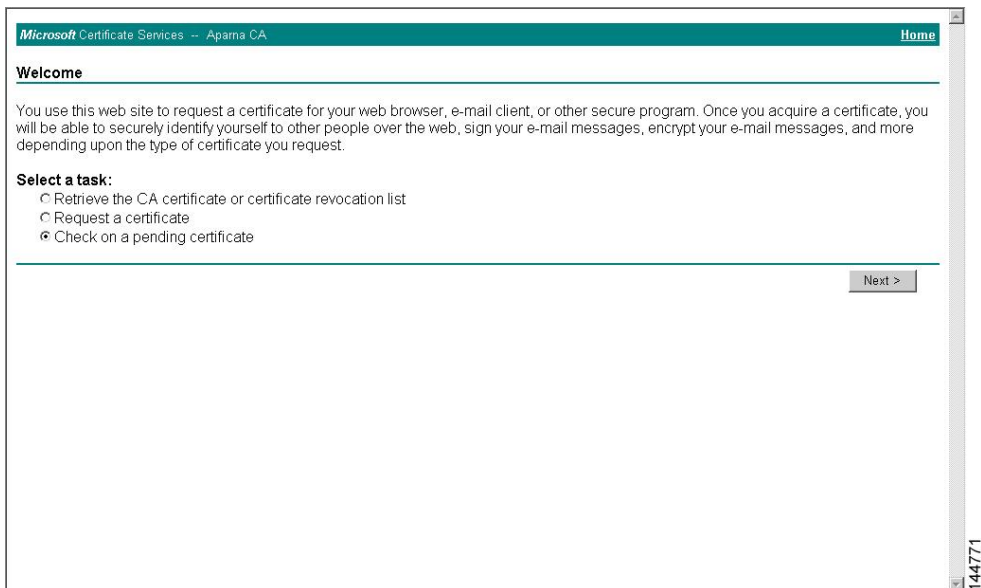 Microsoft Certificate Services -- Aparna CA Home
Welcome
You use this web site to request a certificate for your web browser, e-mail client, or other secure program. Once you acquire a certificate, you
will be able to securely identify yourself to other people over the web, sign your e-mail messages, encrypt your e-mail messages, and more
depending upon the type of certificate you request.
Select a task:
Retrieve the CA certificate or certificate revocation list
Request a certificate
Check on a pending certificate
Next >
144771